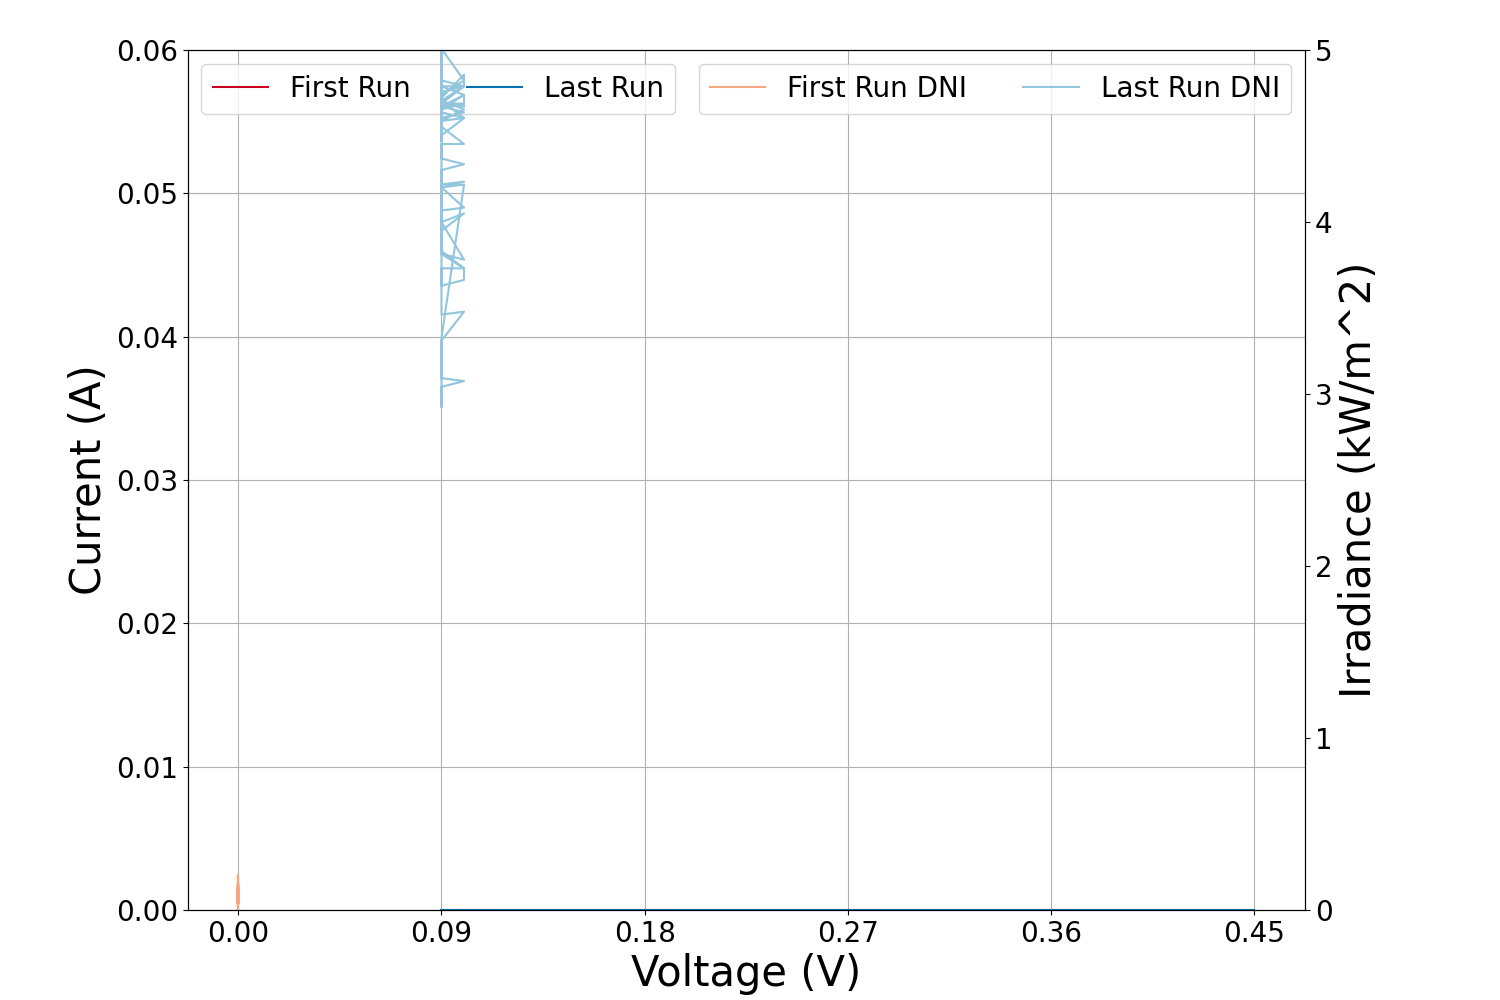 First Run
Last Run
First Run DNI
Last Run DNI
0.06
0.05
0.04
0.03
0.02
0.01
0.00
Current (A)
5
4
3
2
1
0
Irradiance (kW/m^2)
0.00 0.09 0.18 0.27 0.36 0.45
Voltage (V)